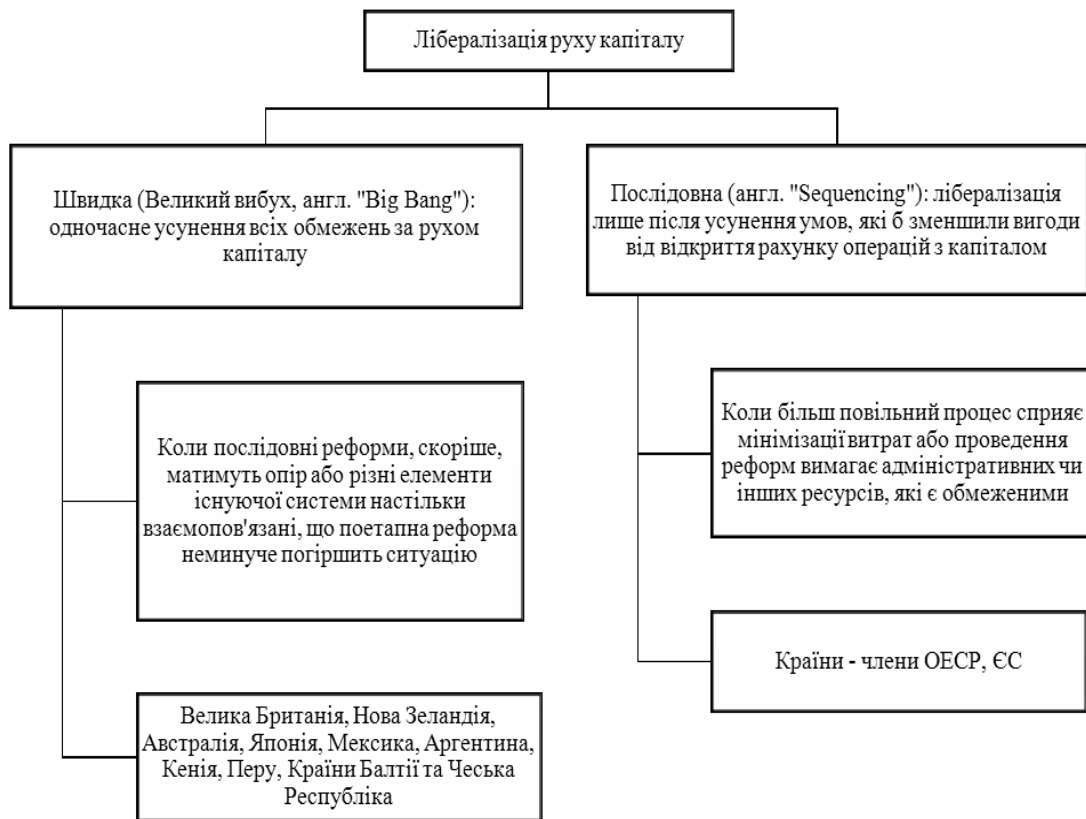 Лібералізація руху капіталу
Швидка (Великий вибух, англ. "Big Bang"):
одночасне усунення всіх обмежень за рухом
капіталу
Послідовна (англ. "Sequencing"): лібералізація
лише після усунення умов, які б зменшили вигоди
від відкриття рахунку операцій з капіталом
Коли послідовні реформи, скоріше,
матимуть опір або різні елементи
існуючої системи настільки
взаємопов'язані, що поетапна реформа
неминуче погіршить ситуацію
Коли більш повільний процес сприяє
мінімізації витрат або проведення
реформ вимагає адміністративних чи
інших ресурсів, які є обмеженими
Велика Британія, Нова Зеландія,
Австралія, Японія, Мексика, Аргентина,
Кенія, Перу, Країни Балтії та Чеська
Республіка
Країни - члени ОЕСР, ЄС